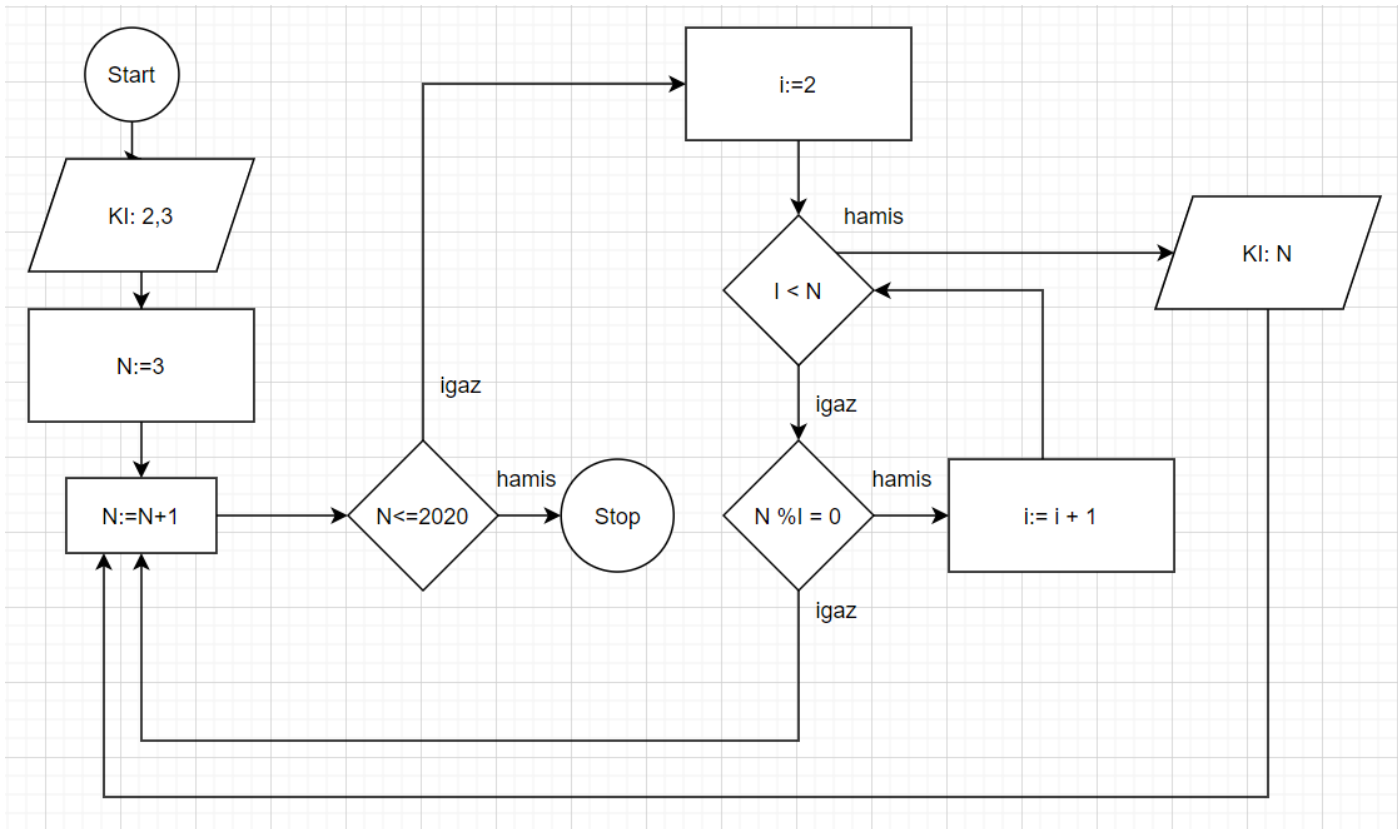 Start
KI: 2,3
N:=3
N:=N+1
N<=2020
igaz
hamis
Stop
i:=2
I < N
hamis
KI: N
igaz
N %I = 0
hamis
i:= i + 1
igaz